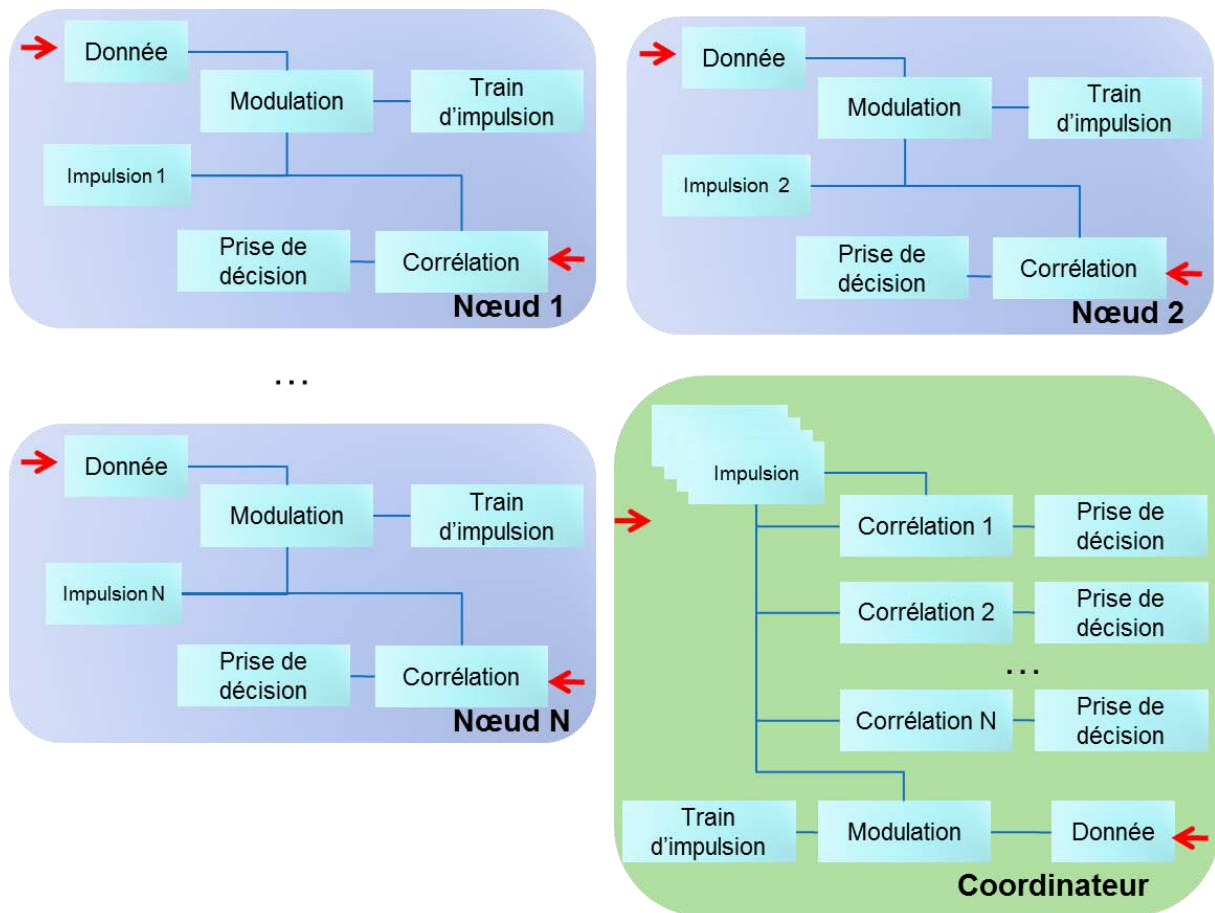 Donnée
Modulation
Train
d'impulsion
Impulsion 1
Prise de
décision
Corrélation
Nœud 1
Donnée
Modulation
Train
d'impulsion
Impulsion 2
Prise de
décision
Corrélation
Nœud 2
...
Donnée
Modulation
Train
d'impulsion
Impulsion N
Prise de
décision
Corrélation
Nœud N
Impulsion
Corrélation 1
Prise de
décision
Corrélation 2
Prise de
décision
...
Corrélation N
Prise de
décision
Train
d'impulsion
Modulation
Donnée
Coordinateur